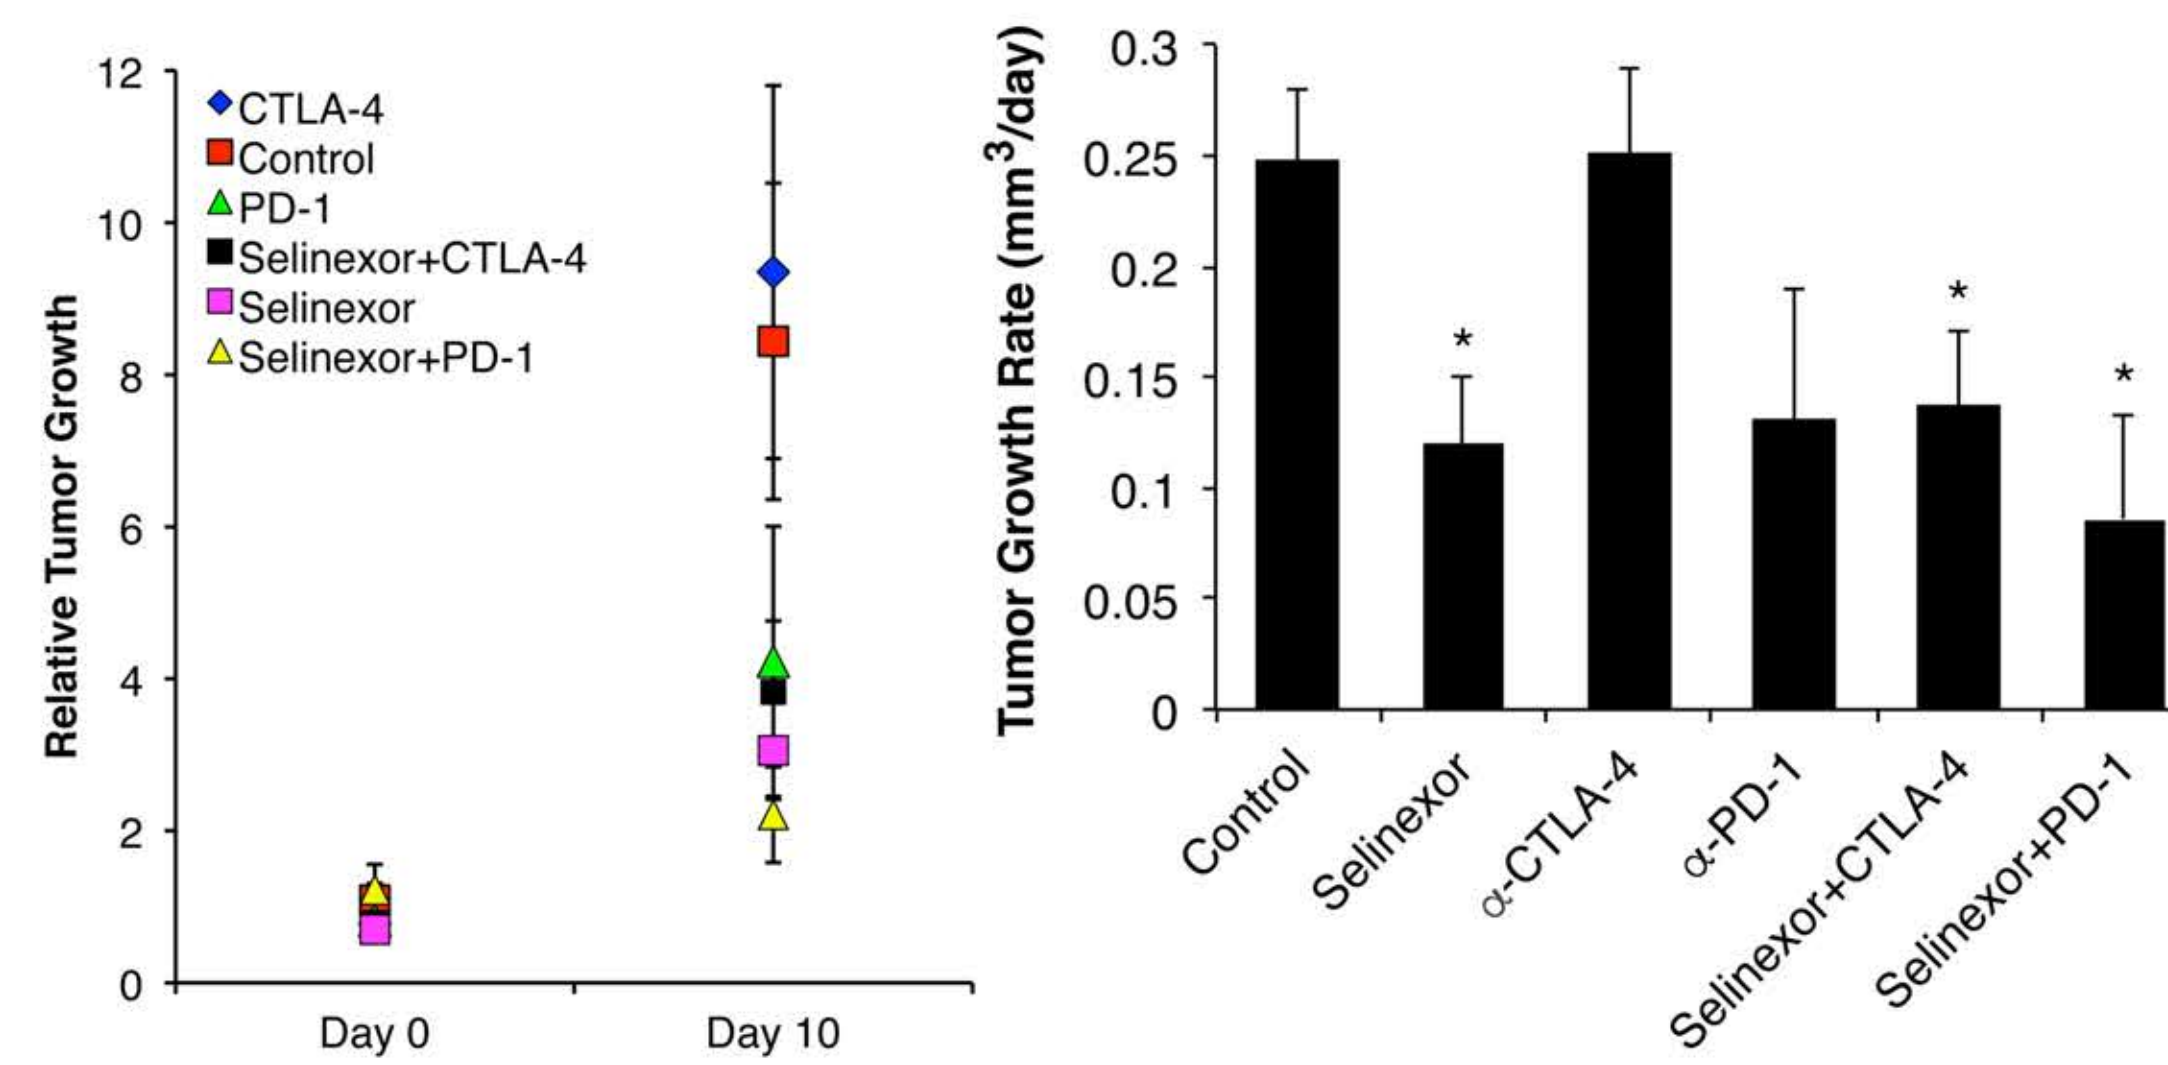 Relative Tumor Growth
12
10
8
6
4
2
0
CTLA-4
Control
PD-1
Selinexor+CTLA-4
Selinexor
Selinexor+PD-1
Day 0
Day 10
Tumor Growth Rate (mm³/day)
0.3
0.25
0.2
0.15
0.1
0.05
0
*
*
*
Control
Selinexor
α-CTLA-4
α-PD-1
Selinexor+CTLA-4
Selinexor+PD-1